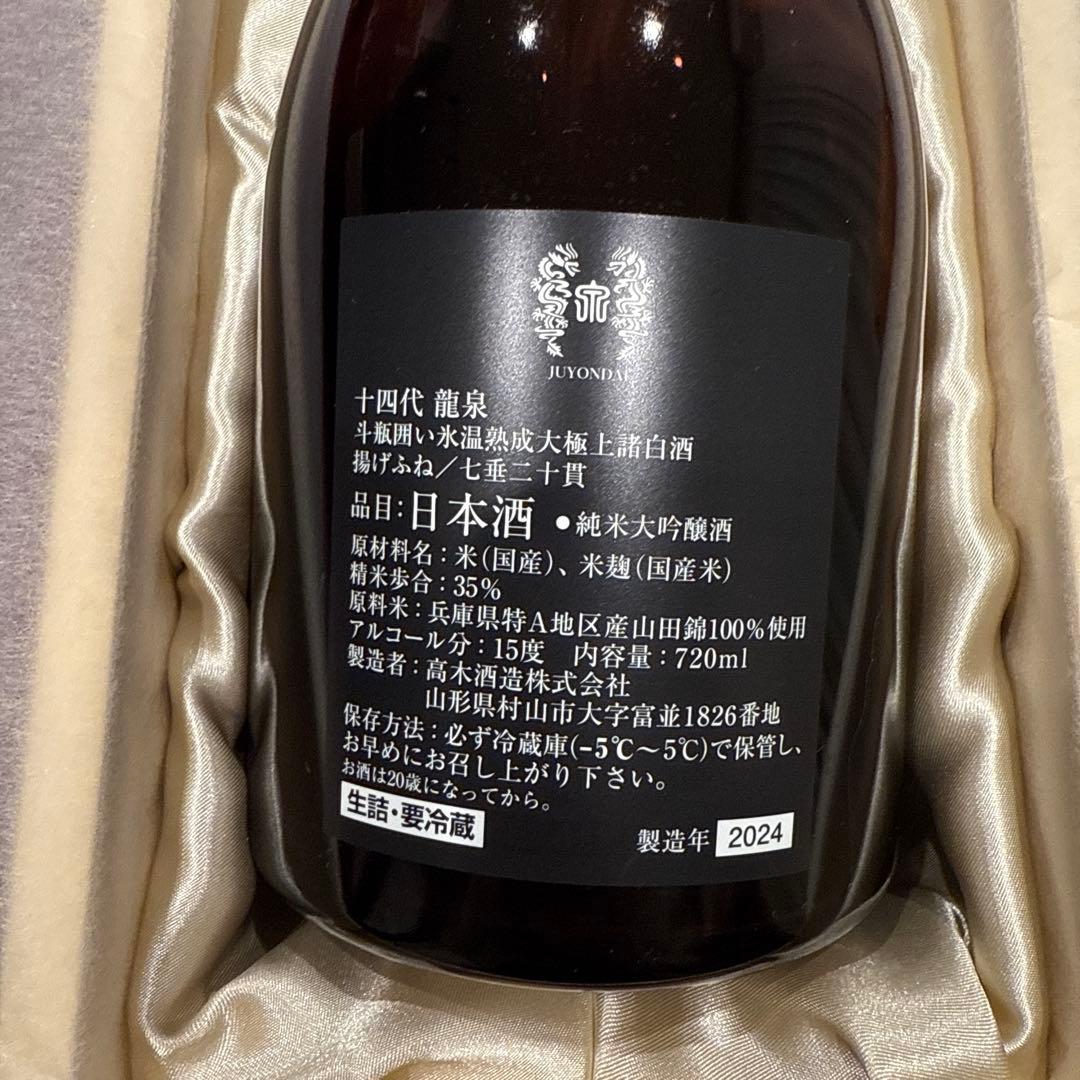 泉
JUYONDAI
十四代 龍泉
斗瓶囲い氷温熟成大極上諸白酒
揚げふね／七垂二十貫
品目：日本酒 ●純米大吟醸酒
原材料名：米（国産）、米麹（国産米）
精米歩合：35%
原料米：兵庫県特A地区産山田錦100%使用
アルコール分：15度 内容量：720ml
製造者：高木酒造株式会社
山形県村山市大字富並1826番地
保存方法：必ず冷蔵庫(-5℃〜5℃)で保管し、
お早めにお召し上がり下さい。
お酒は20歳になってから。
生詰・要冷蔵
製造年 2024